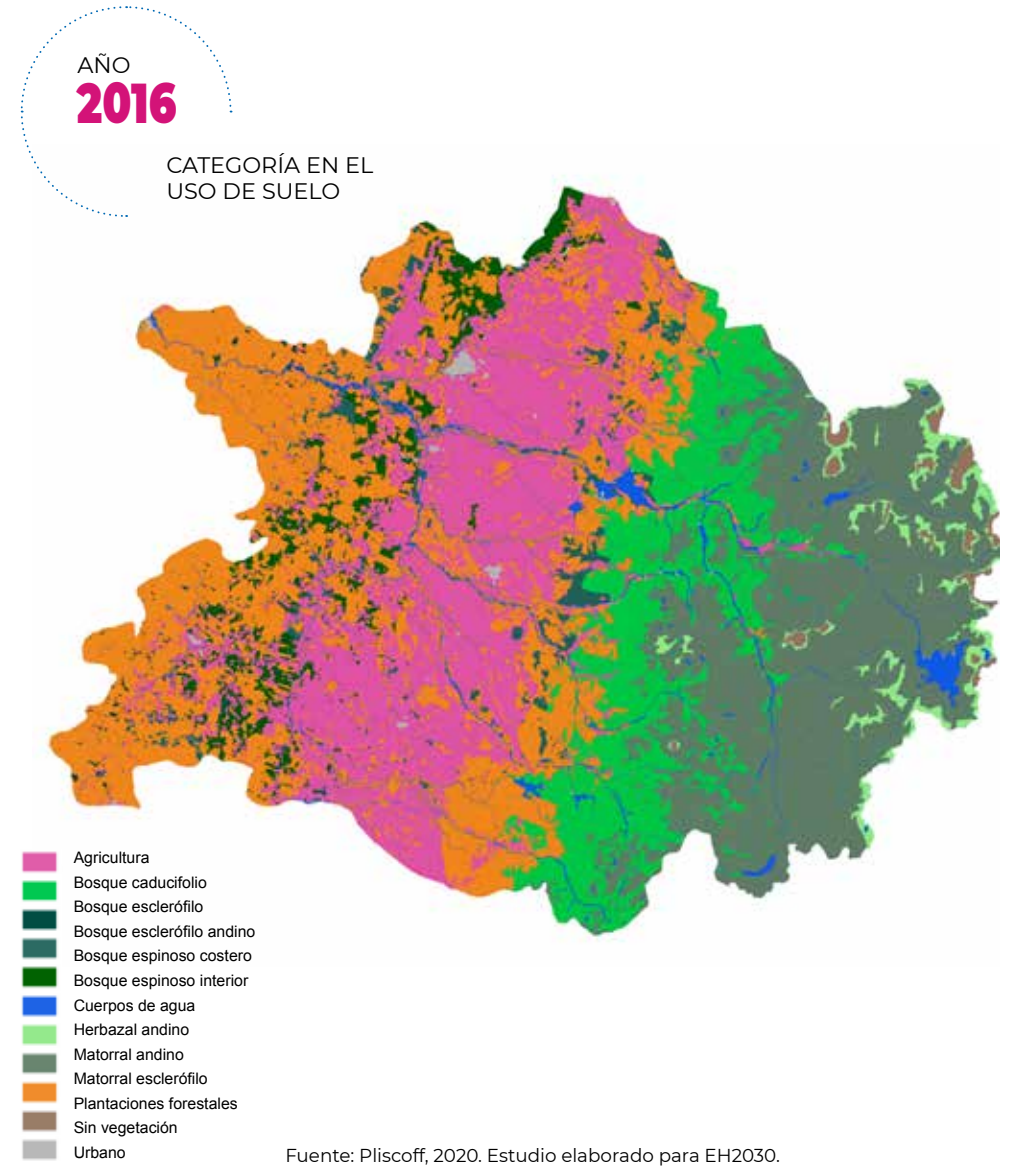 AÑO
2016
CATEGORÍA EN EL
USO DE SUELO
Agricultura
Bosque caducifolio
Bosque esclerófilo
Bosque esclerófilo andino
Bosque espinoso costero
Bosque espinoso interior
Cuerpos de agua
Herbazal andino
Matorral andino
Matorral esclerófilo
Plantaciones forestales
Sin vegetación
Urbano
Fuente: Pliscoff, 2020. Estudio elaborado para EH2030.